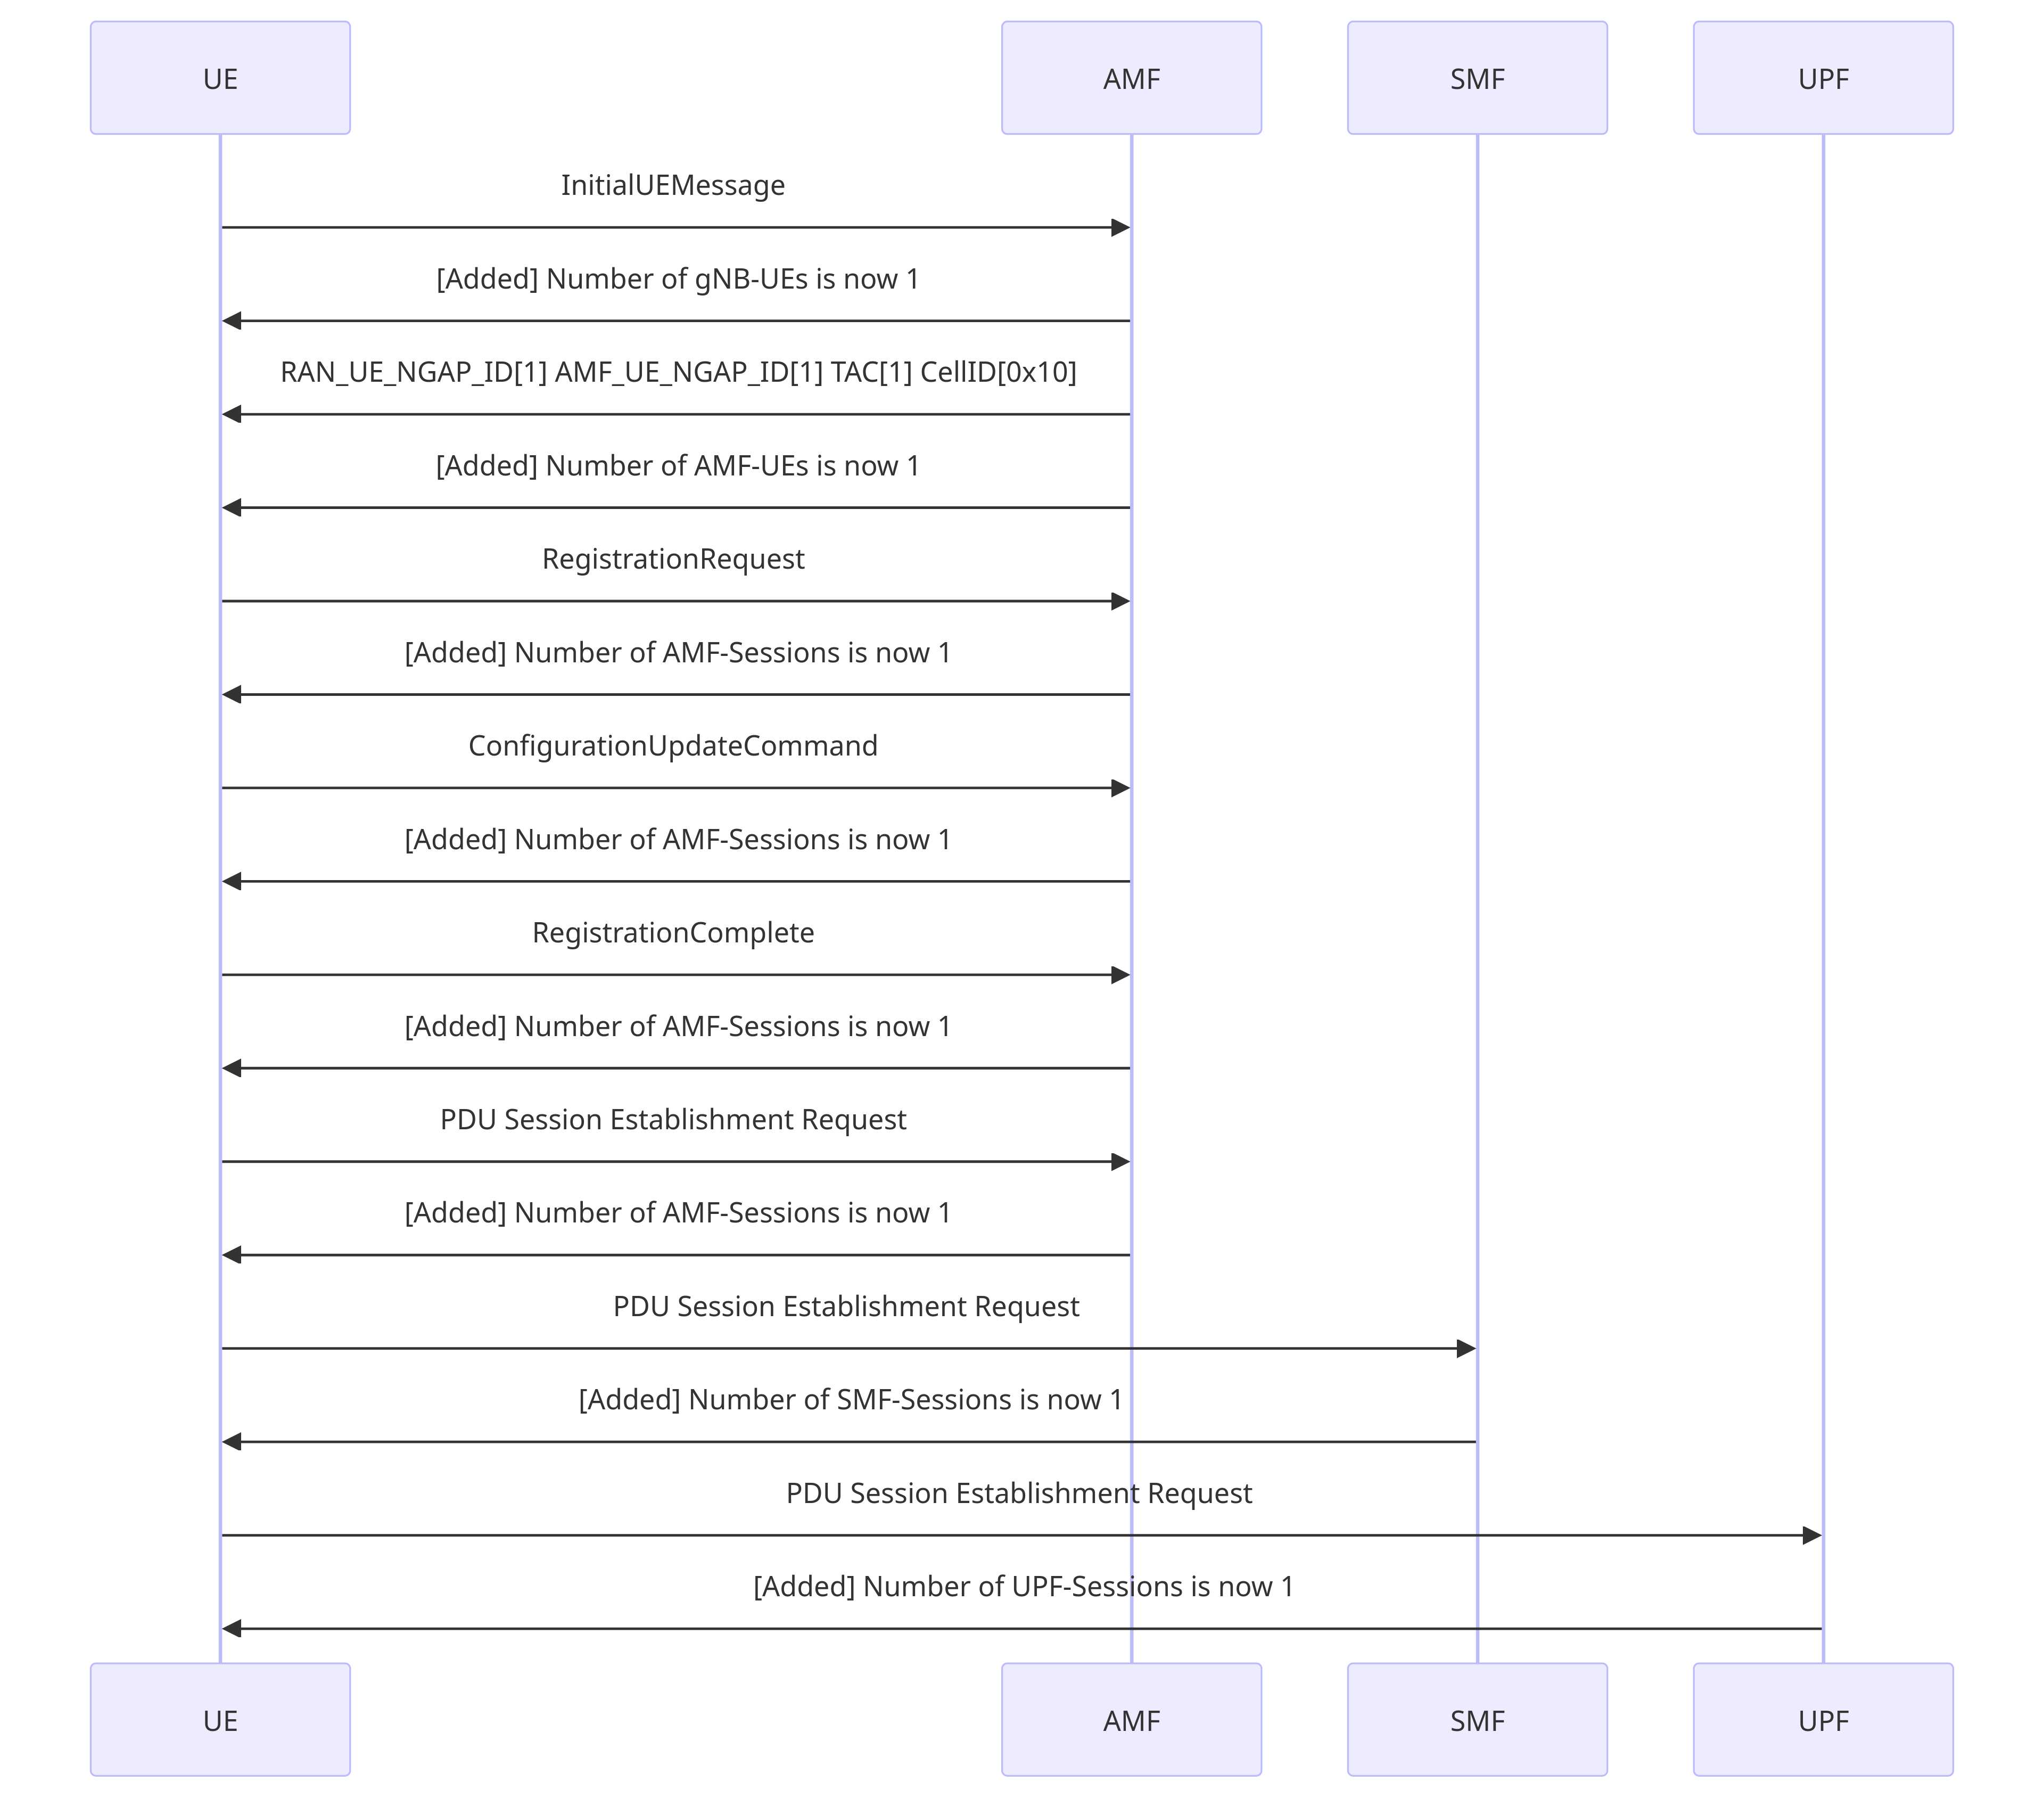 UE AMF SMF UPF
InitialUEMessage
[Added] Number of gNB-UEs is now 1
RAN_UE_NGAP_ID[1] AMF_UE_NGAP_ID[1] TAC[1] CellID[0x10]
[Added] Number of AMF-UEs is now 1
RegistrationRequest
[Added] Number of AMF-Sessions is now 1
ConfigurationUpdateCommand
[Added] Number of AMF-Sessions is now 1
RegistrationComplete
[Added] Number of AMF-Sessions is now 1
PDU Session Establishment Request
[Added] Number of AMF-Sessions is now 1
PDU Session Establishment Request
[Added] Number of SMF-Sessions is now 1
PDU Session Establishment Request
[Added] Number of UPF-Sessions is now 1
UE AMF SMF UPF